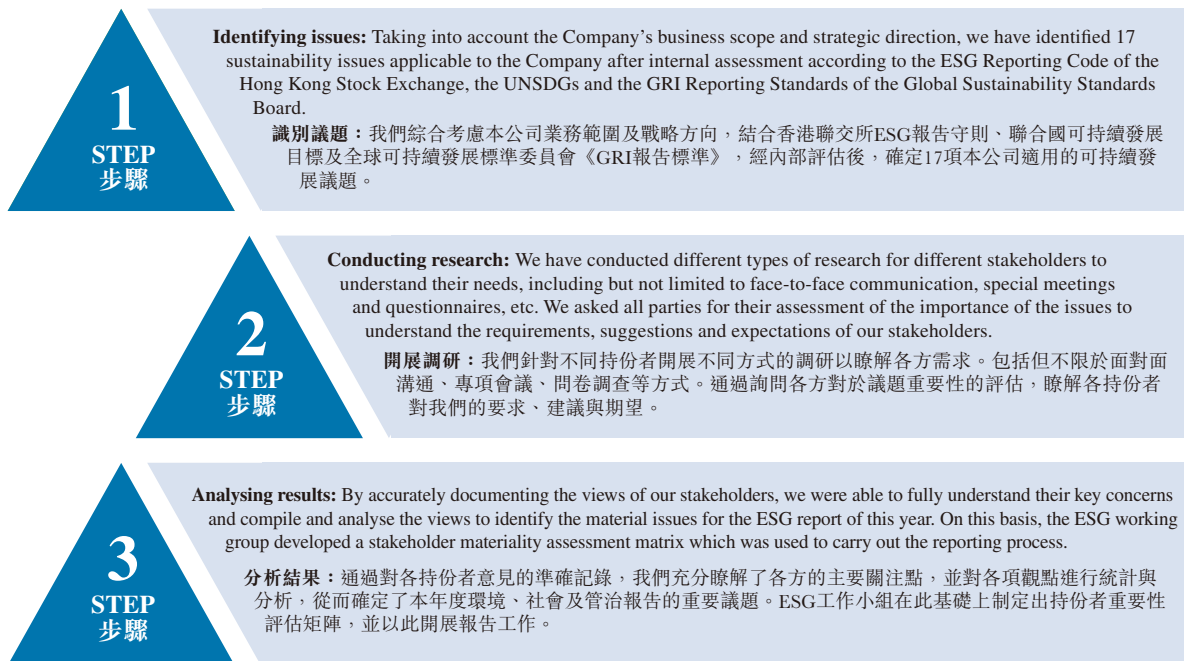 1
STEP
步驟
Identifying issues: Taking into account the Company's business scope and strategic direction, we have identified 17
sustainability issues applicable to the Company after internal assessment according to the ESG Reporting Code of the
Hong Kong Stock Exchange, the UNSDGs and the GRI Reporting Standards of the Global Sustainability Standards
Board.
識別議題：我們綜合考慮本公司業務範圍及戰略方向，結合香港聯交所ESG報告守則、聯合國可持續發展
目標及全球可持續發展標準委員會《GRI報告標準》，經內部評估後，確定17項本公司適用的可持續發
展議題。
2
STEP
步驟
Conducting research: We have conducted different types of research for different stakeholders to
understand their needs, including but not limited to face-to-face communication, special meetings
and questionnaires, etc. We asked all parties for their assessment of the importance of the issues to
understand the requirements, suggestions and expectations of our stakeholders.
開展調研：我們針對不同持份者開展不同方式的調研以瞭解各方需求。包括但不限於面對面
溝通、專項會議、問卷調查等方式。通過詢問各方對於議題重要性的評估，瞭解各持份者
對我們的要求、建議與期望。
3
STEP
步驟
Analysing results: By accurately documenting the views of our stakeholders, we were able to fully understand their key concerns
and compile and analyse the views to identify the material issues for the ESG report of this year. On this basis, the ESG working
group developed a stakeholder materiality assessment matrix which was used to carry out the reporting process.
分析結果：通過對各持份者意見的準確記錄，我們充分瞭解了各方的主要關注點，並對各項觀點進行統計與
分析，從而確定了本年度環境、社會及管治報告的重要議題。ESG工作小組在此基礎上制定出持份者重要性
評估矩陣，並以此開展報告工作。